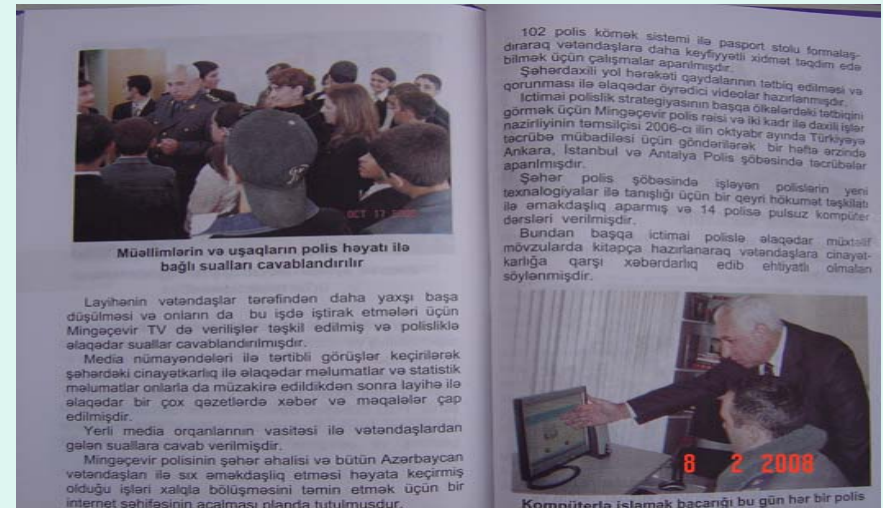 OCT 17
Müəllimlərin və uşaqların polis həyatı ilə
bağlı sualları cavablandırılır
Layihənin vətəndaşlar tərəfindən daha yaxşı başa
düşülməsi və onların da bu işdə iştirak etmələri üçün
Mingəçevir TV də verilişlər təşkil edilmiş və polisliklə
əlaqədar suallar cavablandırılmışdır.
Media nümayəndələri ilə tərtibli görüşlər keçirilərək
şəhərdəki cinayətkarlıq ilə əlaqədar məlumatlar və statistik
məlumatlar onlarla da müzakirə edildikdən sonra layihə ilə
əlaqədar bir çox qəzetlərdə xəbər və məqalələr çap
edilmişdir.
Yerli media orqanlarının vasitəsi ilə vətəndaşlardan
gələn suallara cavab verilmişdir.
Mingəçevir polisinin şəhər əhalisi və bütün Azərbaycan
vətəndaşları ilə sıx əməkdaşlıq etməsi həyata keçirmiş
olduğu işləri xalqla bölüşməsini təmin etmək üçün bir
internet səhifəsinin açılması planda tutulmuşdur.
102 polis kömək sistemi ilə pasport stolu formalaş-
dıraraq vətəndaşlara daha keyfiyyətli xidmət təqdim edə
bilmək üçün çalışmalar aparılmışdır.
Şəhərdaxili yol hərəkəti qaydalarının tətbiq edilməsi və
qorunması ilə əlaqədar öyrədici videolar hazırlanmışdır.
İctimai polislik strategiyasının başqa ölkələrdəki tətbiqini
görmək üçün Mingəçevir polis rəisi və iki kadr ilə daxili işlər
nazirliyinin təmsilçisi 2006-cı ilin oktyabr ayında Türkiyəyə
təcrübə mübadiləsi üçün göndərilərək bir həftə ərzində
Ankara, İstanbul və Antalya Polis şöbəsində təcrübələr
aparılmışdır.
Şəhər polis şöbəsində işləyən polislərin yeni
texnalogiyalar ilə tanışlığı üçün bir qeyri hökumət təşkilatı
ilə əməkdaşlıq aparmış və 14 polisə pulsuz kompüter
dərsləri verilmişdir.
Bundan başqa ictimai polislə əlaqədar müxtəlif
mövzularda kitapça hazırlanaraq vətəndaşlara cinayət-
karlığa qarşı xəbərdarlıq edib ehtiyatlı olmaları
söylənmişdir.
8 2 2008
Kompüterlə işləmək bacarığı bu gün hər bir polis